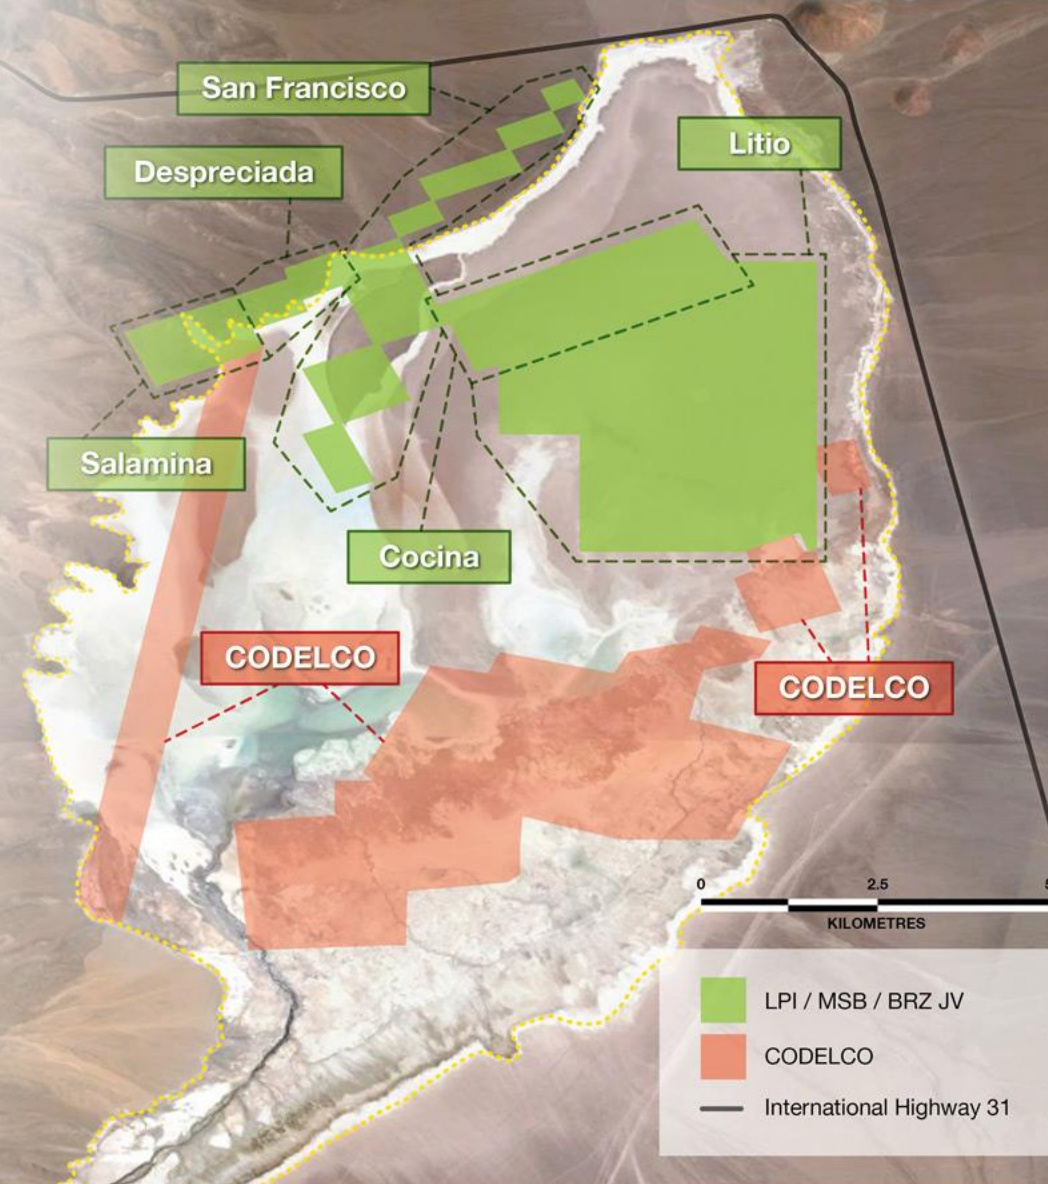 San Francisco
Despreciada
Litio
Salamina
Cocina
CODELCO
CODELCO
0 2.5 5
KILOMETRES
LPI / MSB / BRZ JV
CODELCO
International Highway 31